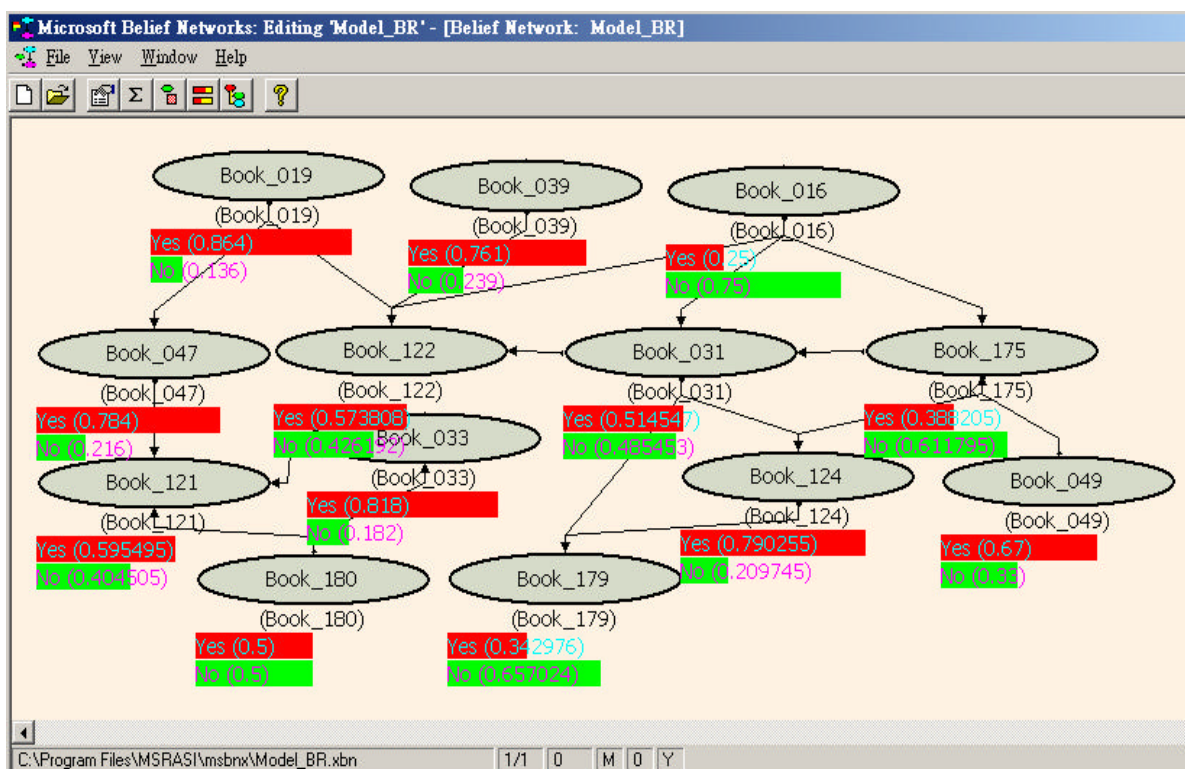 Microsoft Belief Networks: Editing 'Model_BR' - [Belief Network: Model_BR]
File View Window Help
Book_019
(Book_019)
Yes (0.864)
No (0.136)
Book_039
(Book_039)
Yes (0.761)
No (0.239)
Book_016
(Book_016)
Yes (0.25)
No (0.75)
Book_047
(Book_047)
Yes (0.784)
No (0.216)
Book_122
(Book_122)
Yes (0.573808)
No (0.426192)
Book_031
(Book_031)
Yes (0.514547)
No (0.485453)
Book_175
(Book_175)
Yes (0.388205)
No (0.611795)
Book_033
(Book_033)
Yes (0.818)
No (0.182)
Book_121
(Book_121)
Yes (0.595495)
No (0.404505)
Book_124
(Book_124)
Yes (0.790255)
No (0.209745)
Book_049
(Book_049)
Yes (0.67)
No (0.33)
Book_180
(Book_180)
Yes (0.5)
No (0.5)
Book_179
(Book_179)
Yes (0.342976)
No (0.657024)
C:\Program Files\MSRASI\msbnx\Model_BR.xbn 1/1 0 M 0 Y